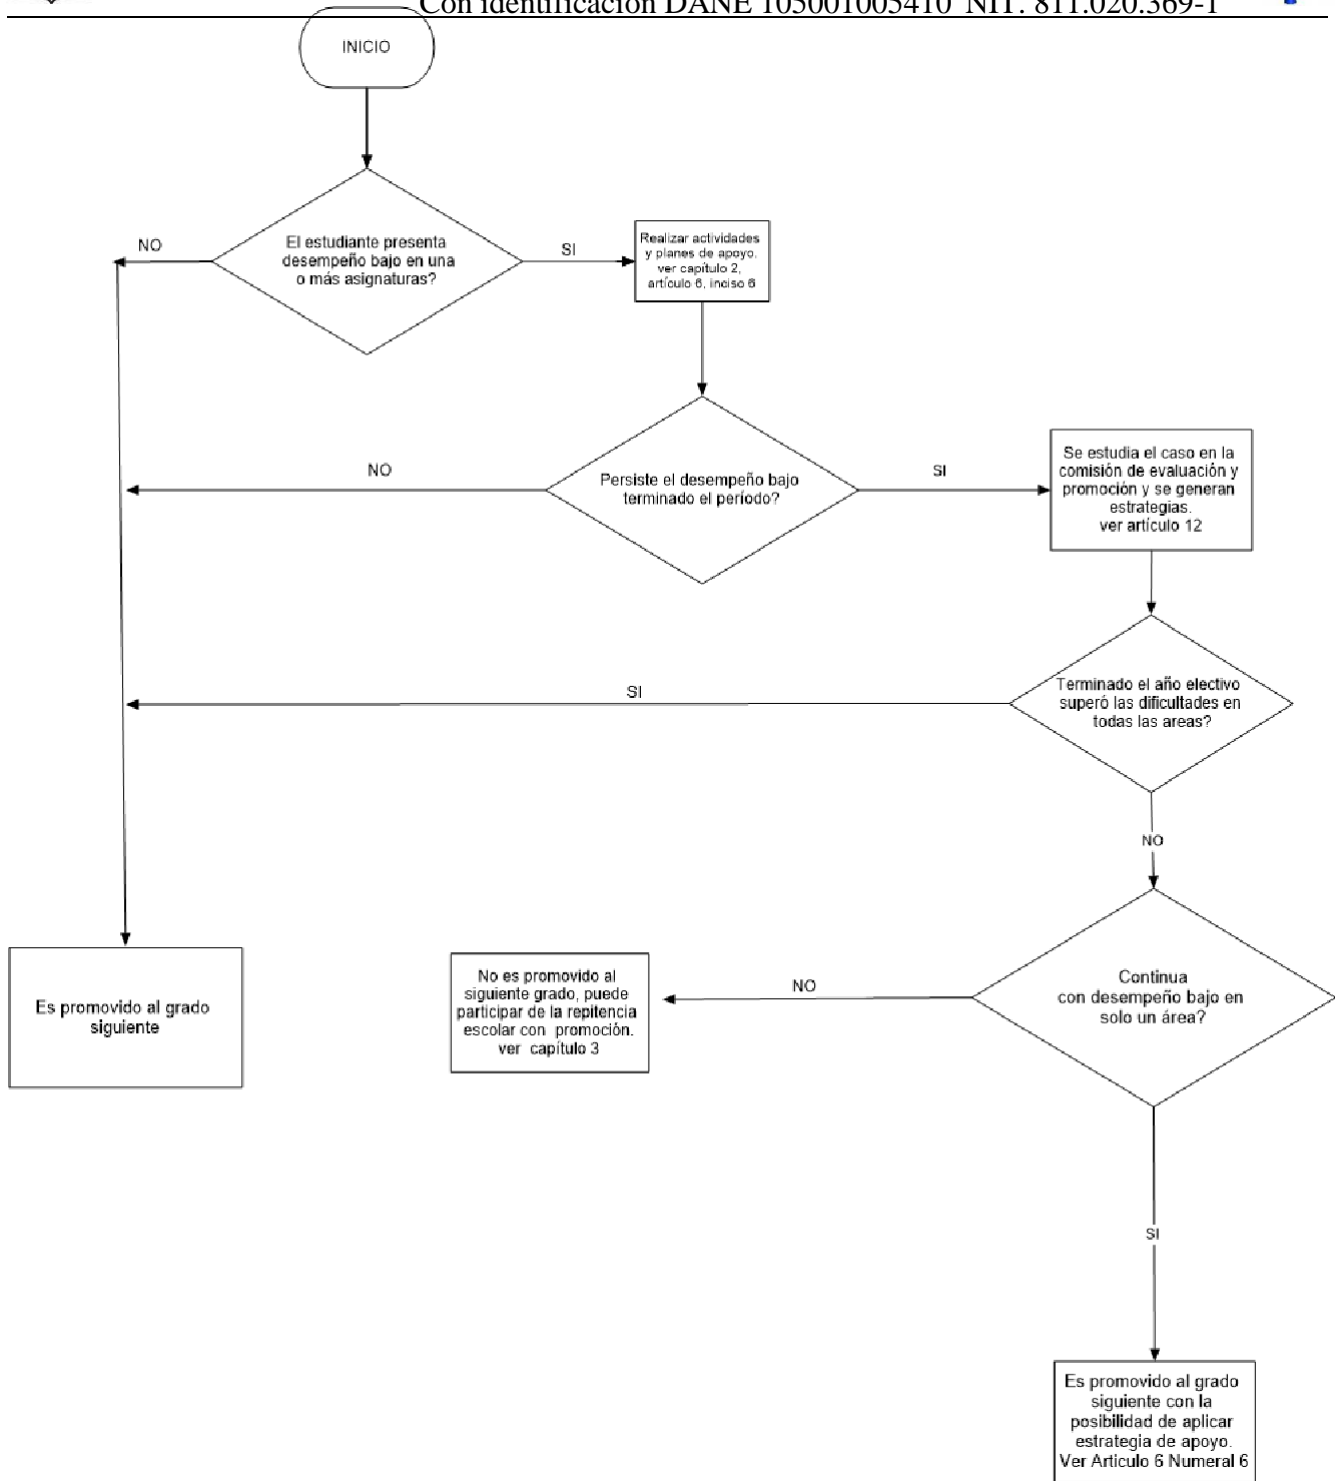 Con identificación DANE 105001005410 NIT: 811.020.369-1
INICIO
El estudiante presenta
desempeño bajo en una
o más asignaturas?
NO
SI
Realizar actividades
y planes de apoyo.
ver capítulo 2,
artículo 6, inciso 6
Persiste el desempeño bajo
terminado el período?
NO
SI
Se estudia el caso en la
comisión de evaluación y
promoción y se generan
estrategias.
ver artículo 12
Terminado el año electivo
superó las dificultades en
todas las areas?
SI
NO
Continua
con desempeño bajo en
solo un área?
NO
No es promovido al
siguiente grado, puede
participar de la repitencia
escolar con promoción.
ver capítulo 3
Es promovido al grado
siguiente
SI
Es promovido al grado
siguiente con la
posibilidad de aplicar
estrategia de apoyo.
Ver Articulo 6 Numeral 6